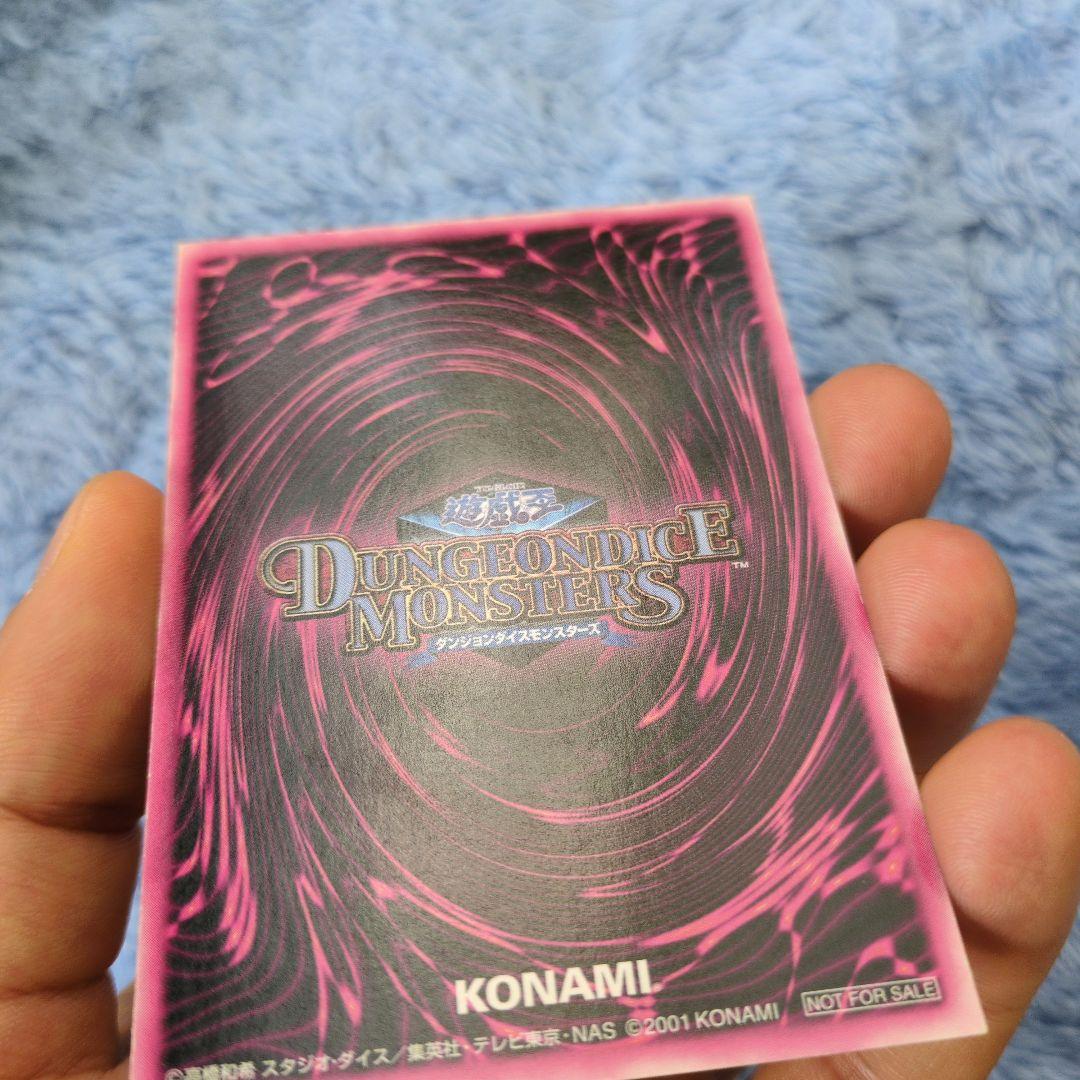 遊戯王
DUNGEONDICE
MONSTERS™
ダンジョンダイスモンスターズ
KONAMI
NOT FOR SALE
©高橋和希 スタジオ・ダイス／集英社・テレビ東京・NAS ©2001 KONAMI